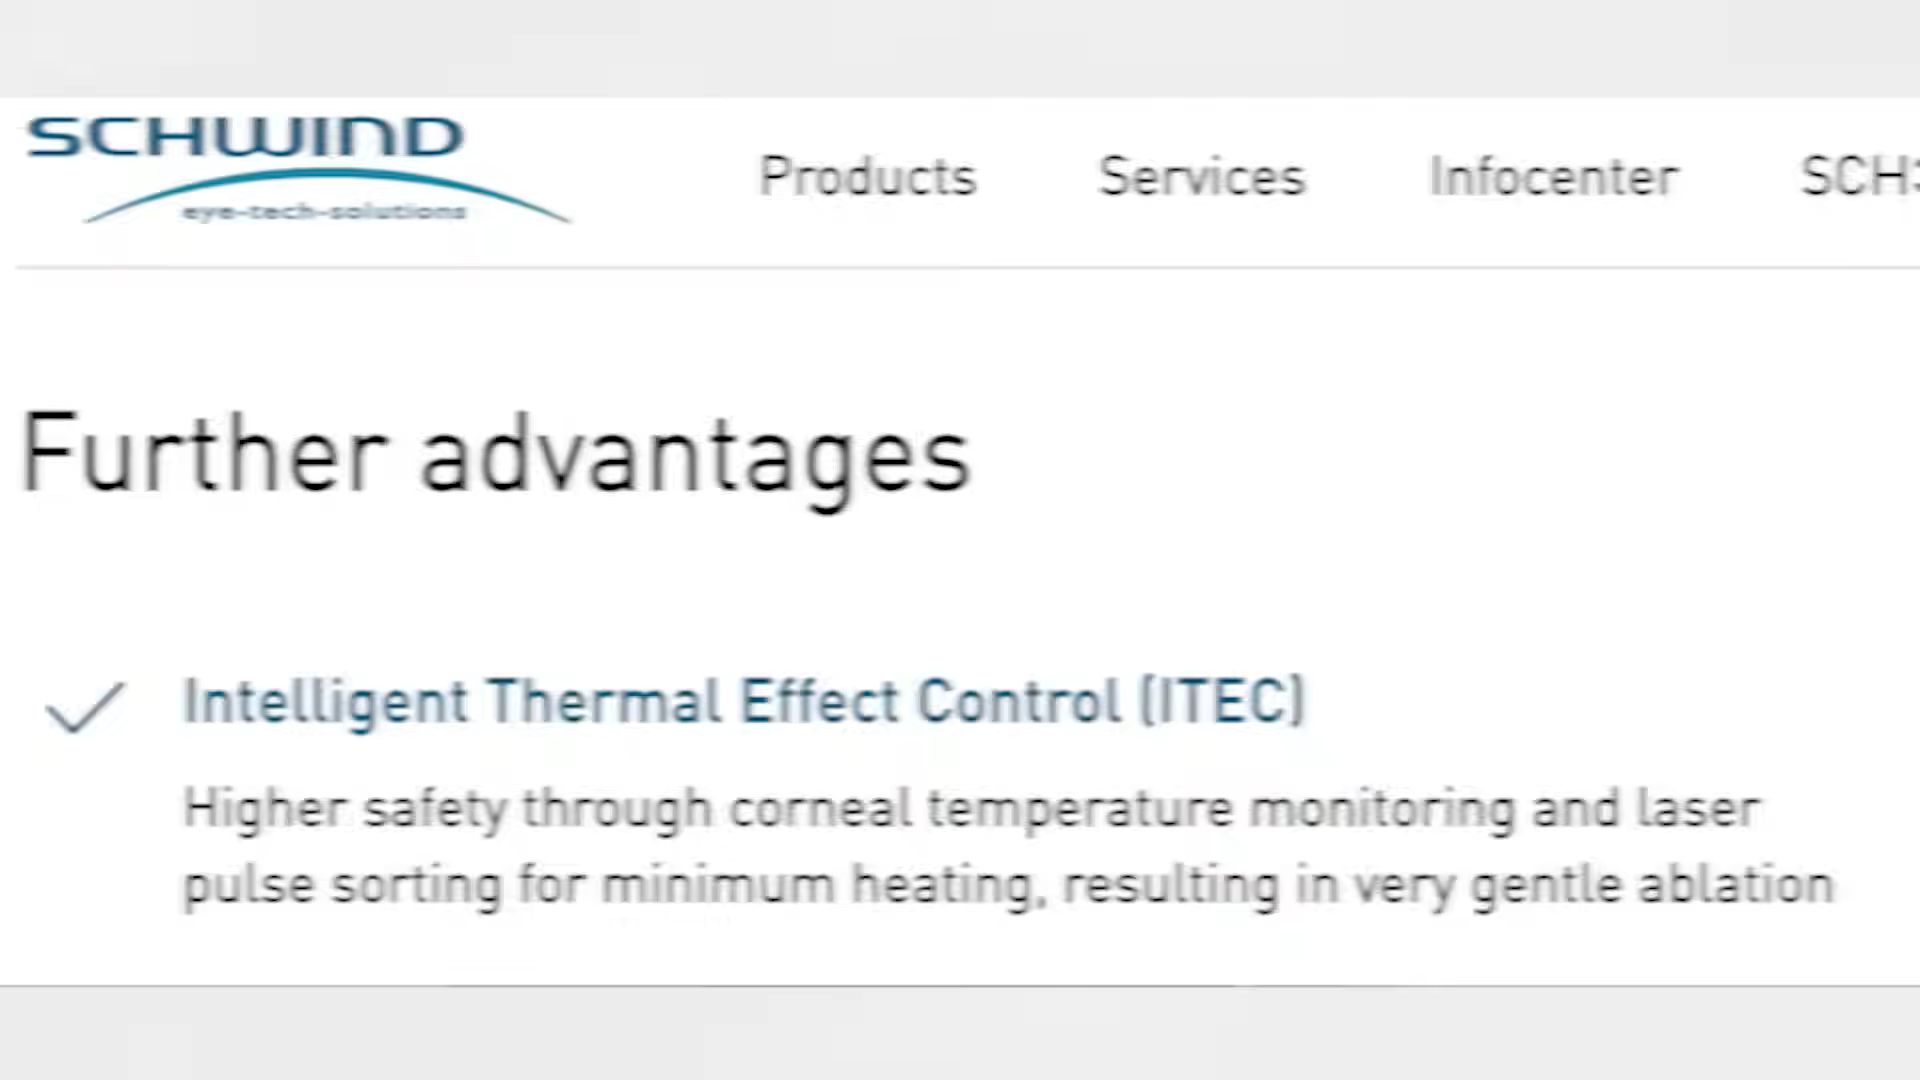 SCHWIND
eye-tech-solutions
Products Services Infocenter
Further advantages
Intelligent Thermal Effect Control (ITEC)
Higher safety through corneal temperature monitoring and laser
pulse sorting for minimum heating, resulting in very gentle ablation